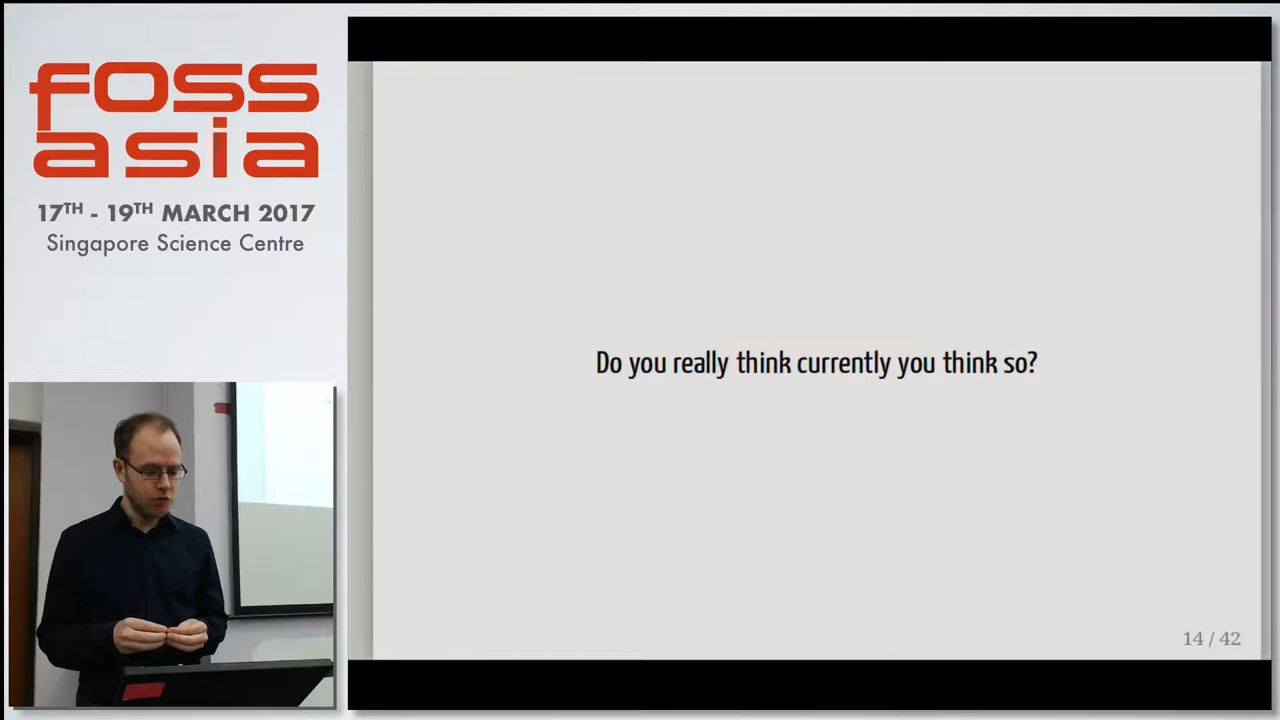 foss
asia
17TH - 19TH MARCH 2017
Singapore Science Centre
Do you really think currently you think so?
14 / 42